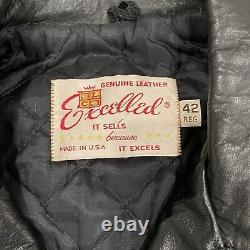 GENUINE LEATHER
Excelled
IT SELLS
because
MADE IN U.S.A. IT EXCELS
42
REG.